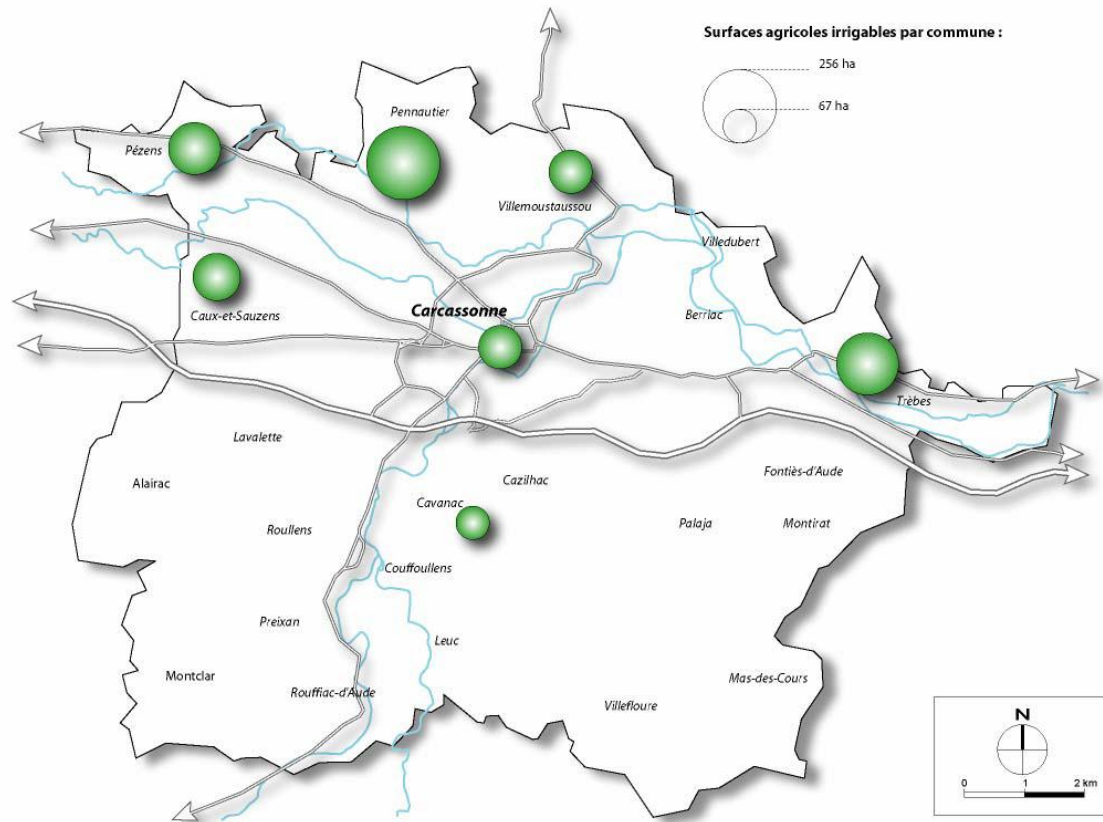 Surfaces agricoles irrigables par commune :
256 ha
67 ha
Pennautier
Pézens
Villemoustaussou
Villedubert
Caux-et-Sauzens
Carcassonne
Berriac
Trèbes
Lavalette
Alairac
Cazilhac
Fontiès-d'Aude
Cavanac
Roullens
Palaja
Montirat
Couffoullens
Preixan
Leuc
Montclar
Rouffiac-d'Aude
Mas-des-Cours
Villefloure
N
0 1 2 km